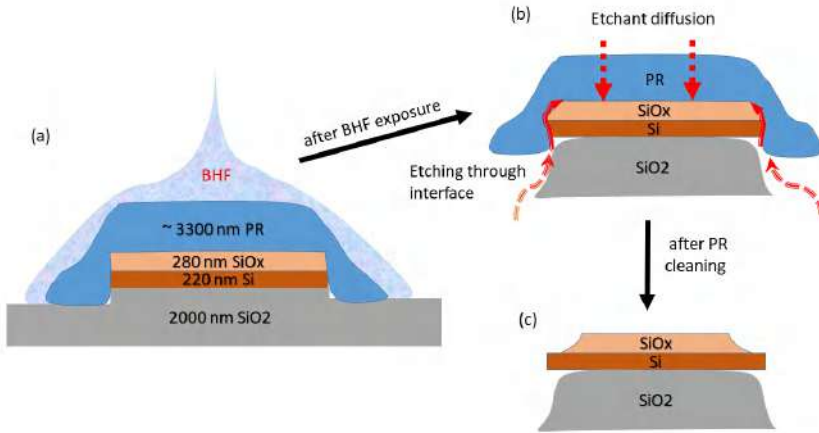 (a)
BHF
~ 3300 nm PR
280 nm SiOx
220 nm Si
2000 nm SiO2
after BHF exposure
(b)
Etchant diffusion
PR
SiOx
Si
SiO2
Etching through
interface
after PR
cleaning
(c)
SiOx
Si
SiO2